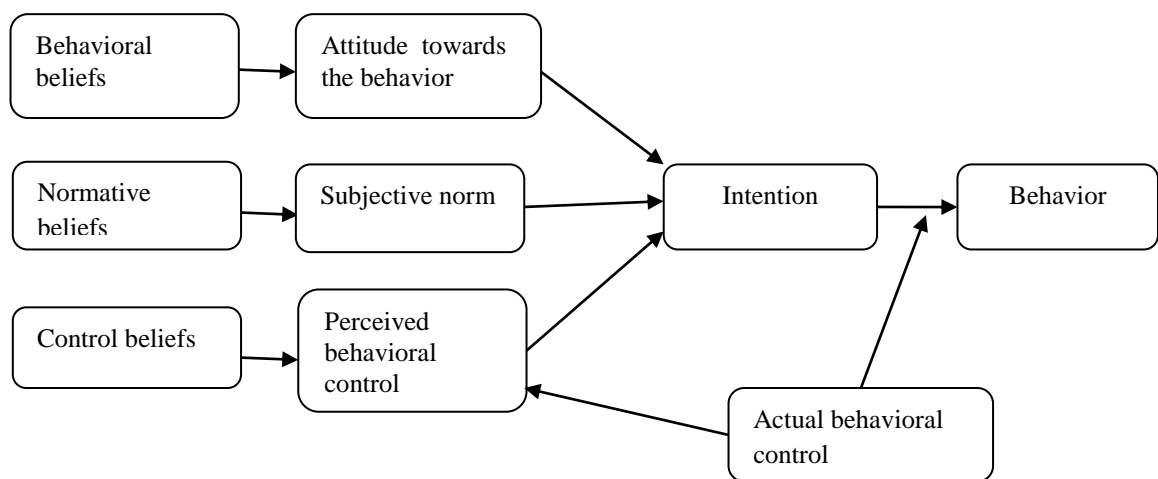 Behavioral
beliefs
Attitude towards
the behavior
Normative
beliefs
Subjective norm
Intention
Behavior
Control beliefs
Perceived
behavioral
control
Actual behavioral
control